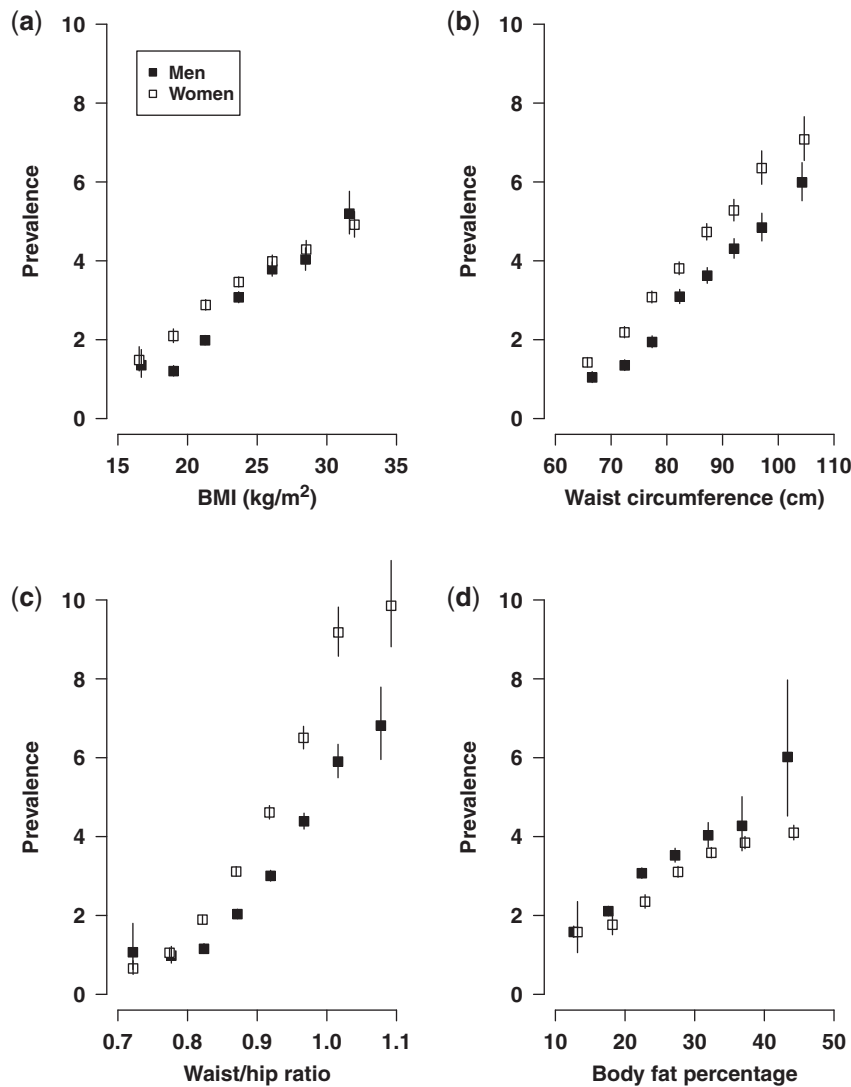 (a)
10
8
6
4
2
0
Prevalence
Men
Women
15 20 25 30 35
BMI (kg/m²)
(b)
10
8
6
4
2
0
Prevalence
60 70 80 90 100 110
Waist circumference (cm)
(c)
10
8
6
4
2
0
Prevalence
0.7 0.8 0.9 1.0 1.1
Waist/hip ratio
(d)
10
8
6
4
2
0
Prevalence
10 20 30 40 50
Body fat percentage